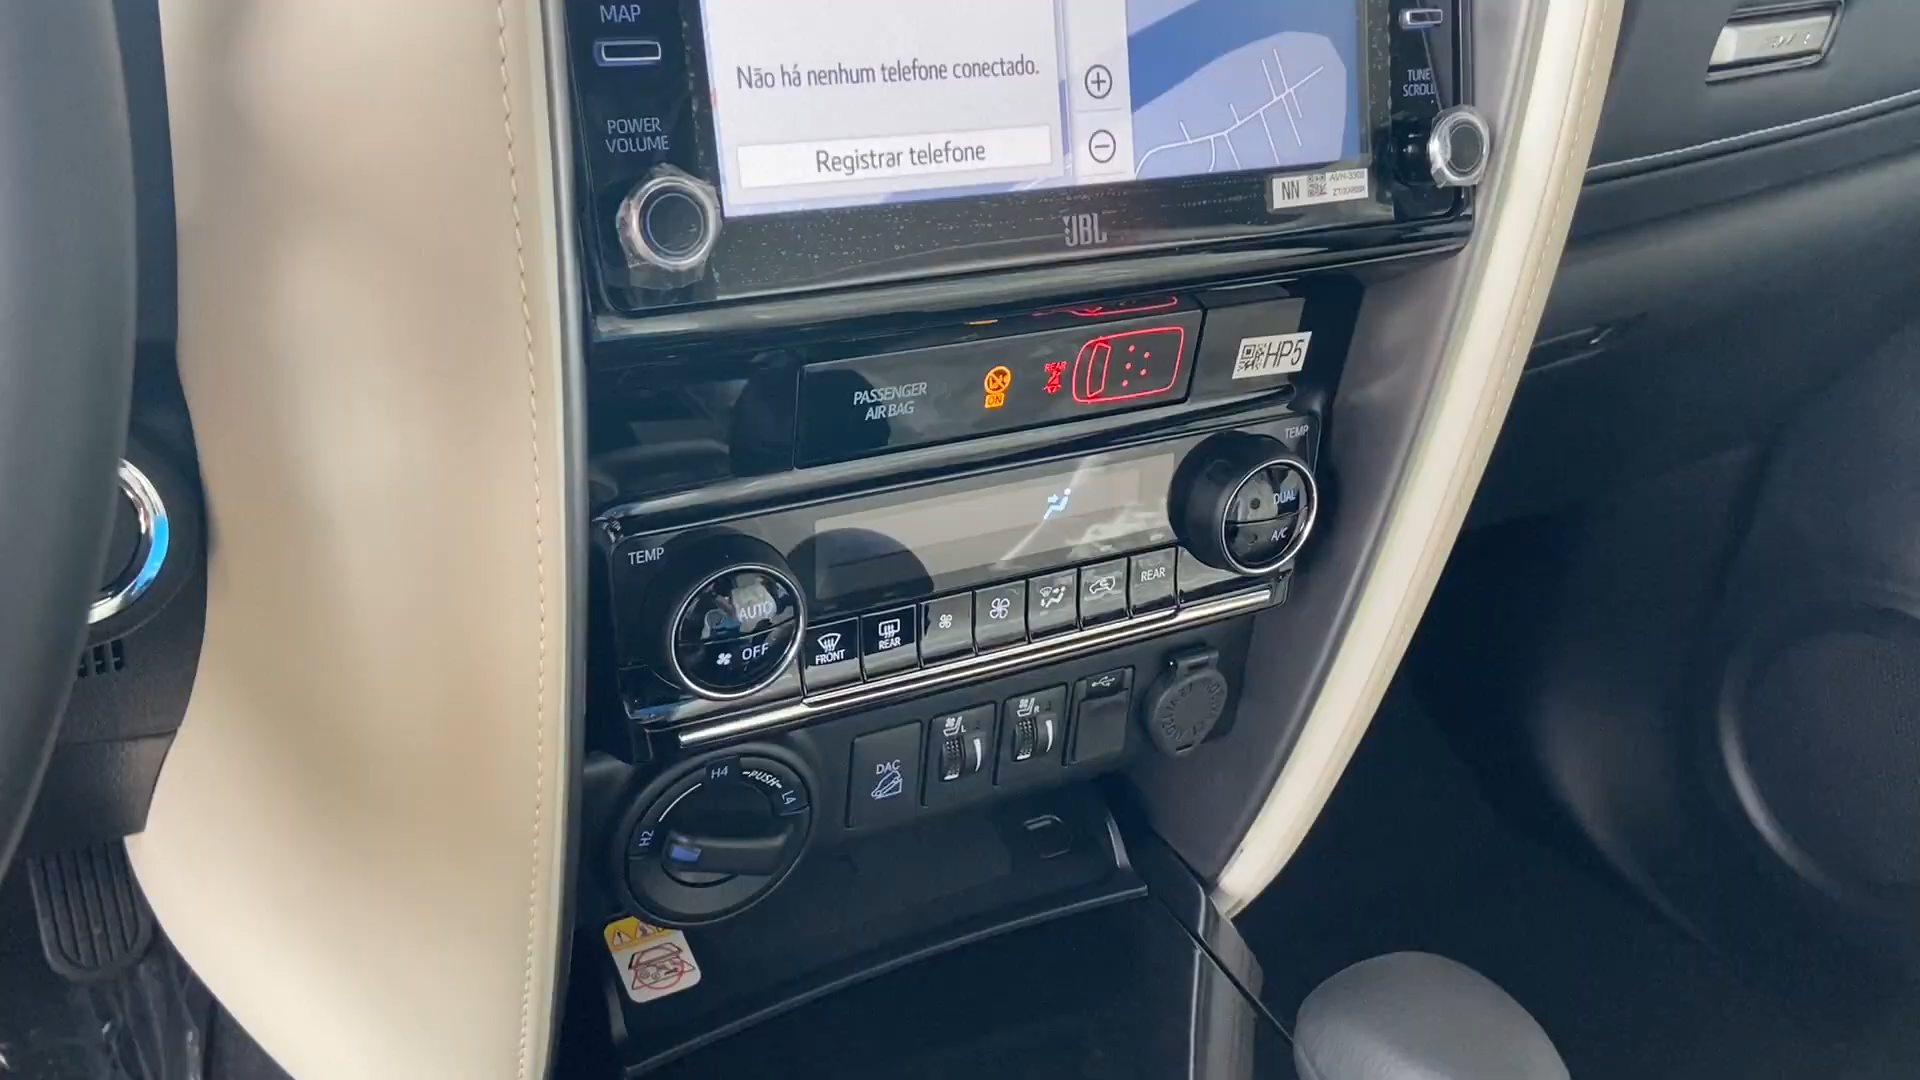 MAP
Não há nenhum telefone conectado.
Registrar telefone
POWER
VOLUME
TUNE
SCROLL
NN
JBL
PASSENGER
AIR BAG
ON
REAR
HP5
TEMP
TEMP
DUAL
A/C
AUTO
OFF
FRONT
REAR
REAR
L
R
DAC
H2
H4
PUSH
L4